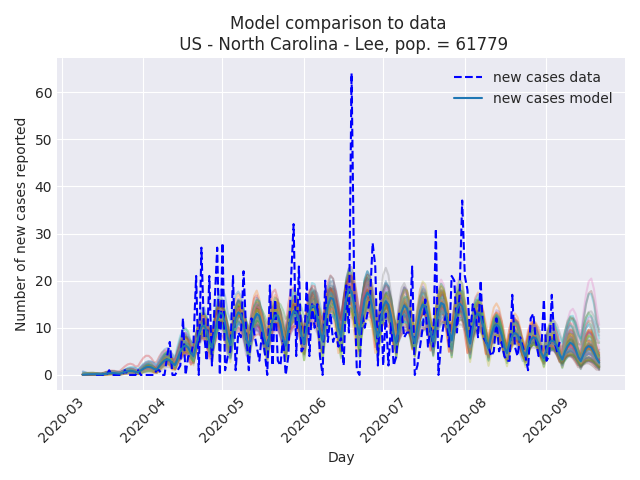 Model comparison to data
US - North Carolina - Lee, pop. = 61779
new cases data
new cases model
Number of new cases reported
60
50
40
30
20
10
0
2020-03
2020-04
2020-05
2020-06
2020-07
2020-08
2020-09
Day